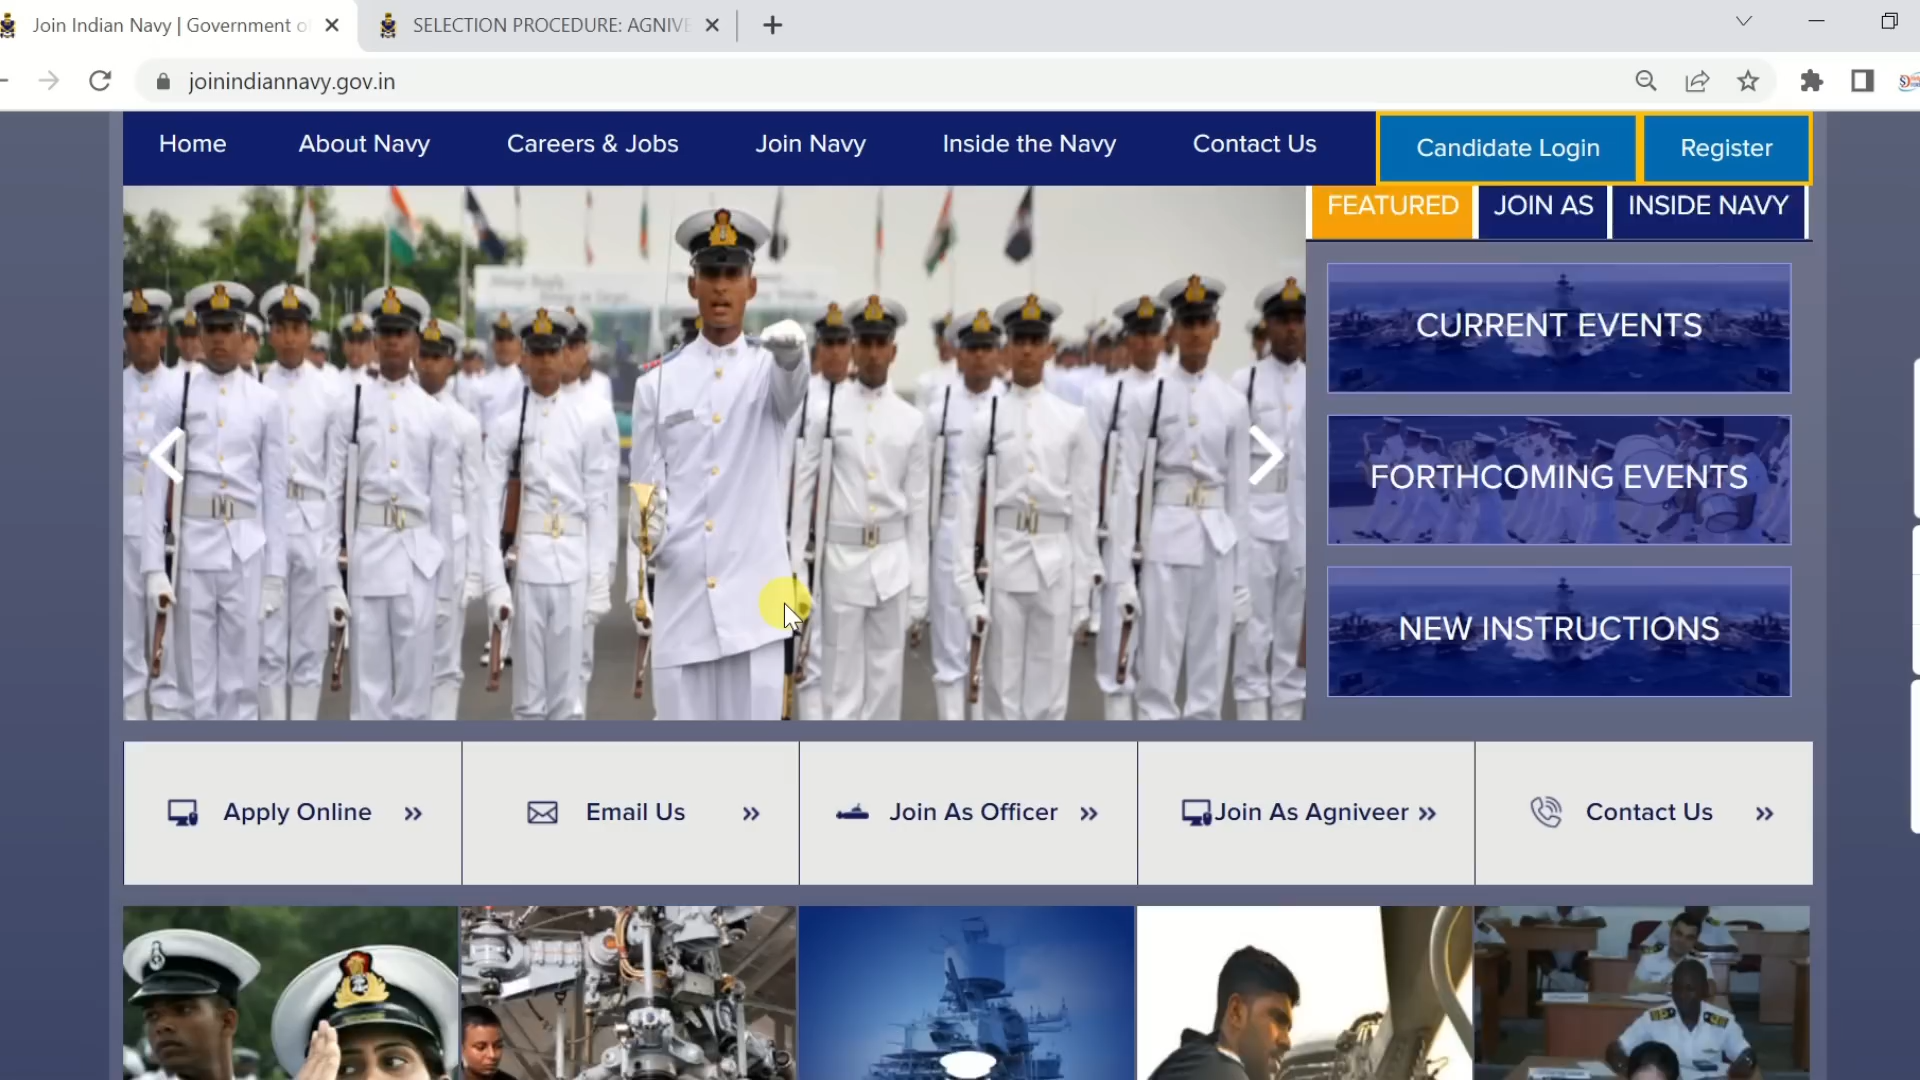 Join Indian Navy | Government o
SELECTION PROCEDURE: AGNIVE
joinindiannavy.gov.in
Home About Navy Careers & Jobs Join Navy Inside the Navy Contact Us Candidate Login Register
FEATURED JOIN AS INSIDE NAVY
CURRENT EVENTS
FORTHCOMING EVENTS
NEW INSTRUCTIONS
Apply Online »
Email Us »
Join As Officer »
Join As Agniveer »
Contact Us »